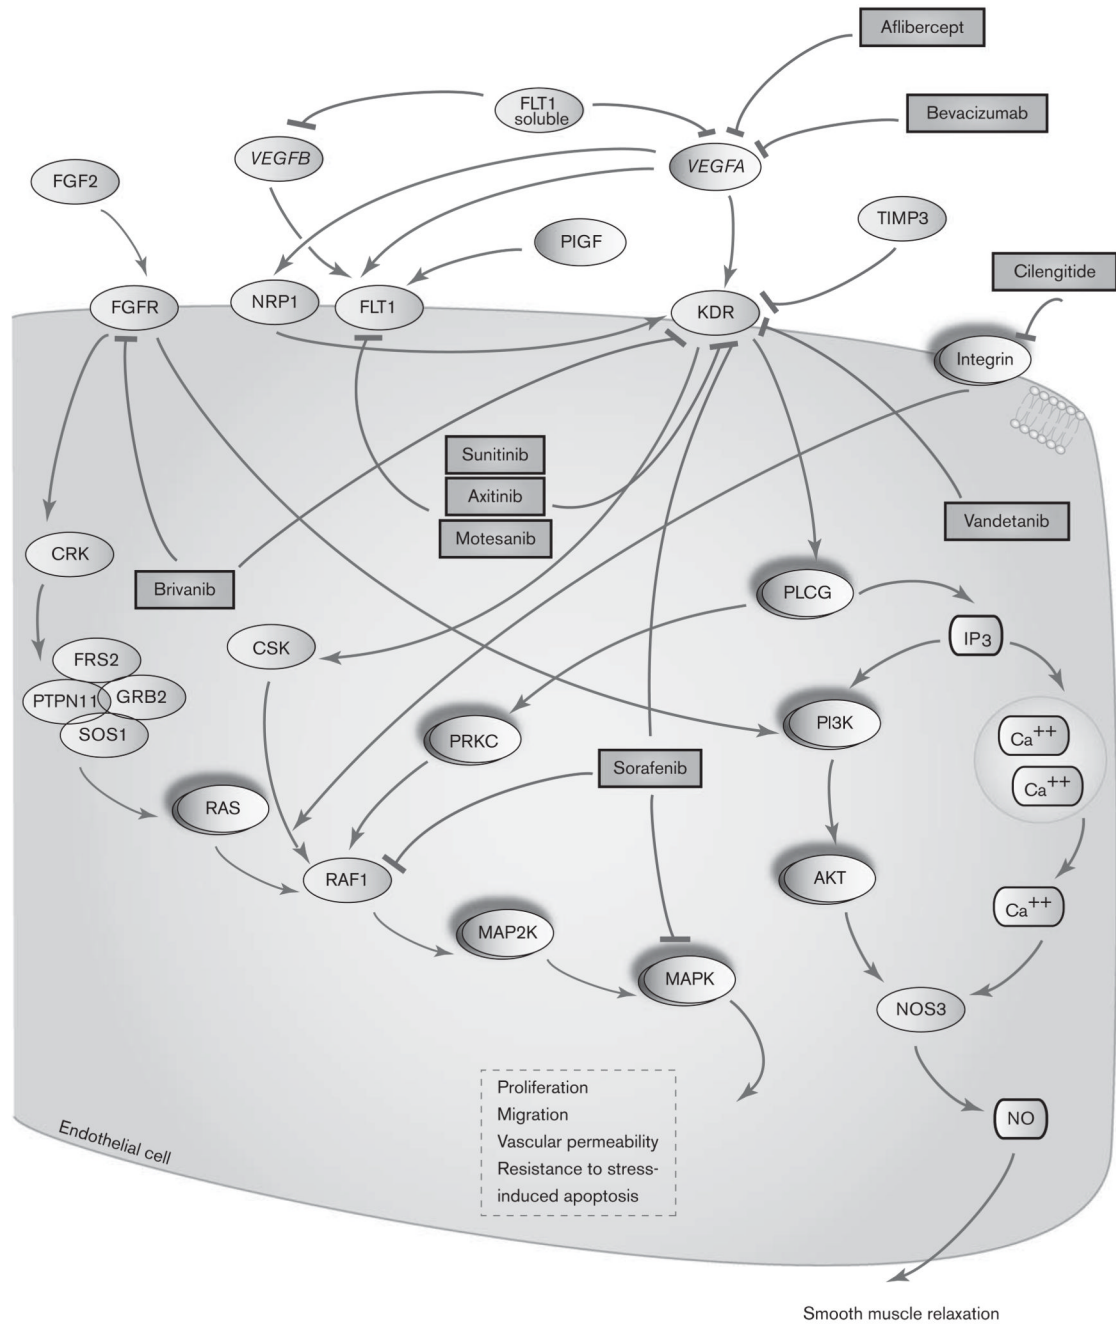 Aflibercept
FLT1
soluble
Bevacizumab
VEGFB
VEGFA
FGF2
TIMP3
PIGF
Cilengitide
FGFR
NRP1
FLT1
KDR
Integrin
Sunitinib
Axitinib
Motesanib
Vandetanib
CRK
Brivanib
PLCG
IP3
CSK
FRS2
PTPN11
GRB2
SOS1
PRKC
PI3K
Ca++
Ca++
Sorafenib
RAS
RAF1
AKT
Ca++
MAP2K
MAPK
NOS3
Proliferation
Migration
Vascular permeability
Resistance to stress-
induced apoptosis
NO
Endothelial cell
Smooth muscle relaxation